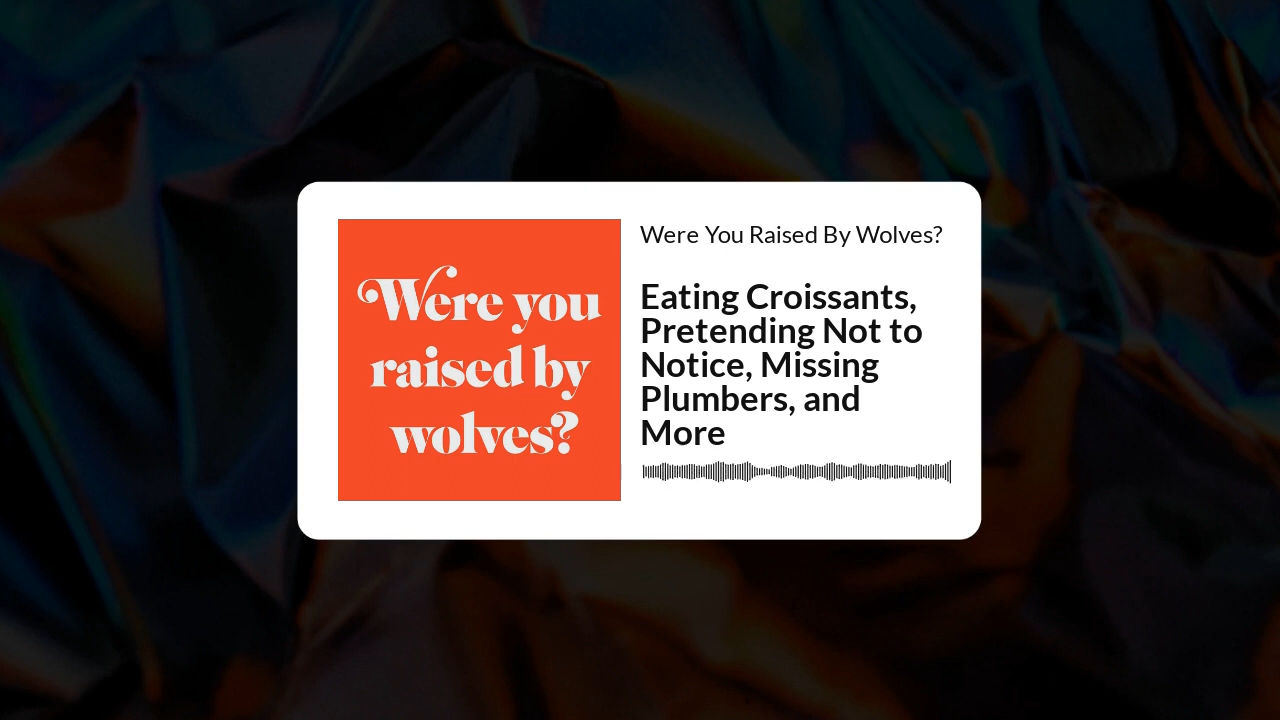 Were you
raised by
wolves?
Were You Raised By Wolves?
Eating Croissants,
Pretending Not to
Notice, Missing
Plumbers, and
More